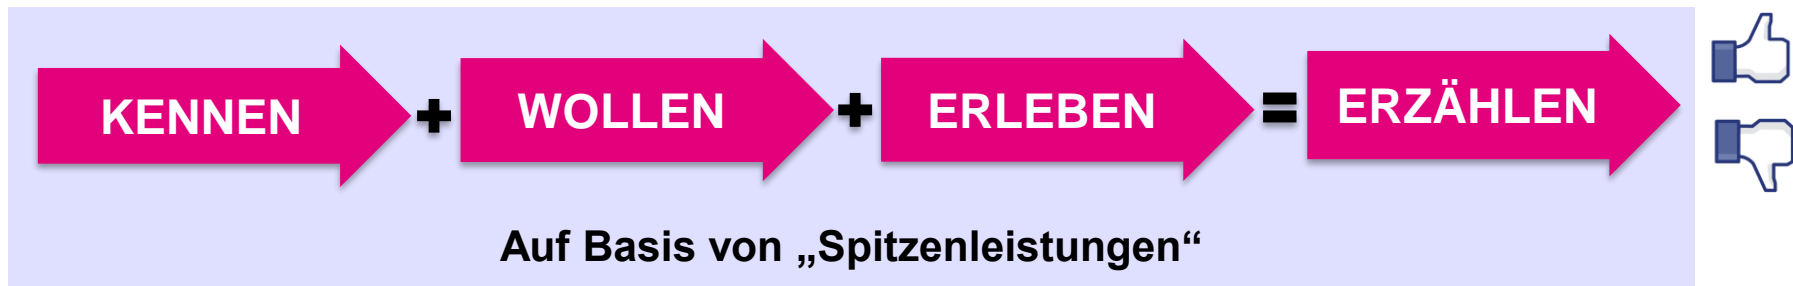 KENNEN + WOLLEN + ERLEBEN = ERZÄHLEN
Auf Basis von „Spitzenleistungen“